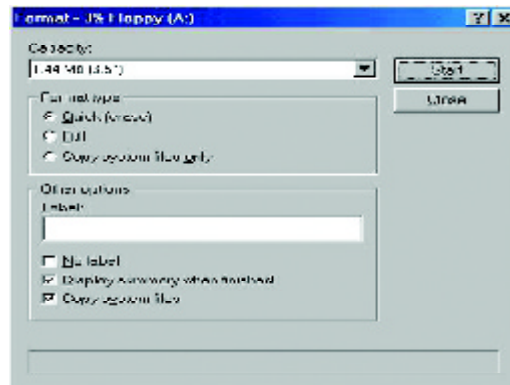 Format - 3½ Floppy (A:)
Capacity:
1.44 Mb (3.5")
Start
Close
Format type
Quick (erase)
Full
Copy system files only
Other options
Label:
No label
Display summary when finished
Copy system files